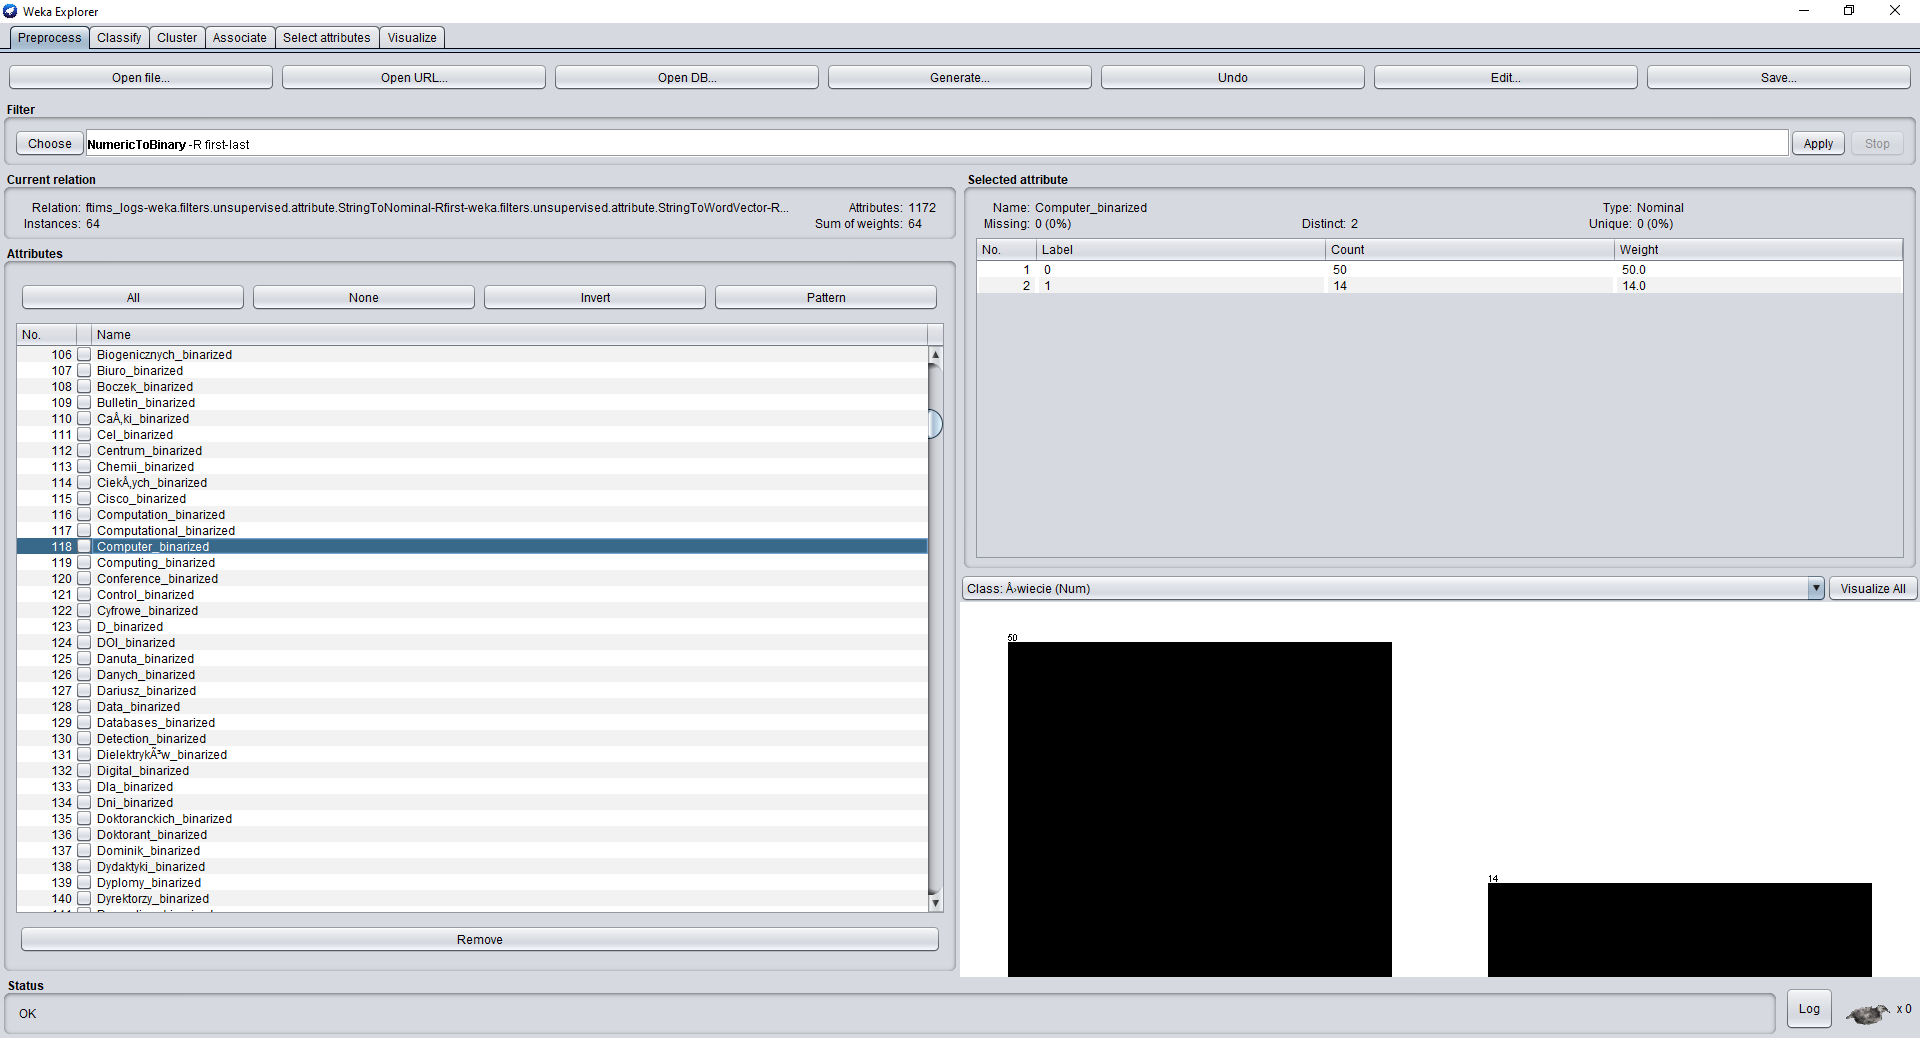 Weka Explorer
Preprocess Classify Cluster Associate Select attributes Visualize
Open file... Open URL... Open DB... Generate... Undo Edit... Save...
Filter
Choose NumericToBinary -R first-last Apply Stop
Current relation
Relation: ftims_logs-weka.filters.unsupervised.attribute.StringToNominal-Rfirst-weka.filters.unsupervised.attribute.StringToWordVector-R... Attributes: 1172
Instances: 64 Sum of weights: 64
Attributes
All None Invert Pattern
No. Name
106 Biogenicznych_binarized
107 Biuro_binarized
108 Boczek_binarized
109 Bulletin_binarized
110 CaÅ‚ki_binarized
111 Cel_binarized
112 Centrum_binarized
113 Chemii_binarized
114 CiekÅ‚ych_binarized
115 Cisco_binarized
116 Computation_binarized
117 Computational_binarized
118 Computer_binarized
119 Computing_binarized
120 Conference_binarized
121 Control_binarized
122 Cyfrowe_binarized
123 D_binarized
124 DOI_binarized
125 Danuta_binarized
126 Danych_binarized
127 Dariusz_binarized
128 Data_binarized
129 Databases_binarized
130 Detection_binarized
131 DielektrykÃ³w_binarized
132 Digital_binarized
133 Dla_binarized
134 Dni_binarized
135 Doktoranckich_binarized
136 Doktorant_binarized
137 Dominik_binarized
138 Dydaktyki_binarized
139 Dyplomy_binarized
140 Dyrektorzy_binarized
Remove
Selected attribute
Name: Computer_binarized Type: Nominal
Missing: 0 (0%) Distinct: 2 Unique: 0 (0%)
No. Label Count Weight
1 0 50 50.0
2 1 14 14.0
Class: Å›wiecie (Num) Visualize All
50
14
Status
OK
Log x 0